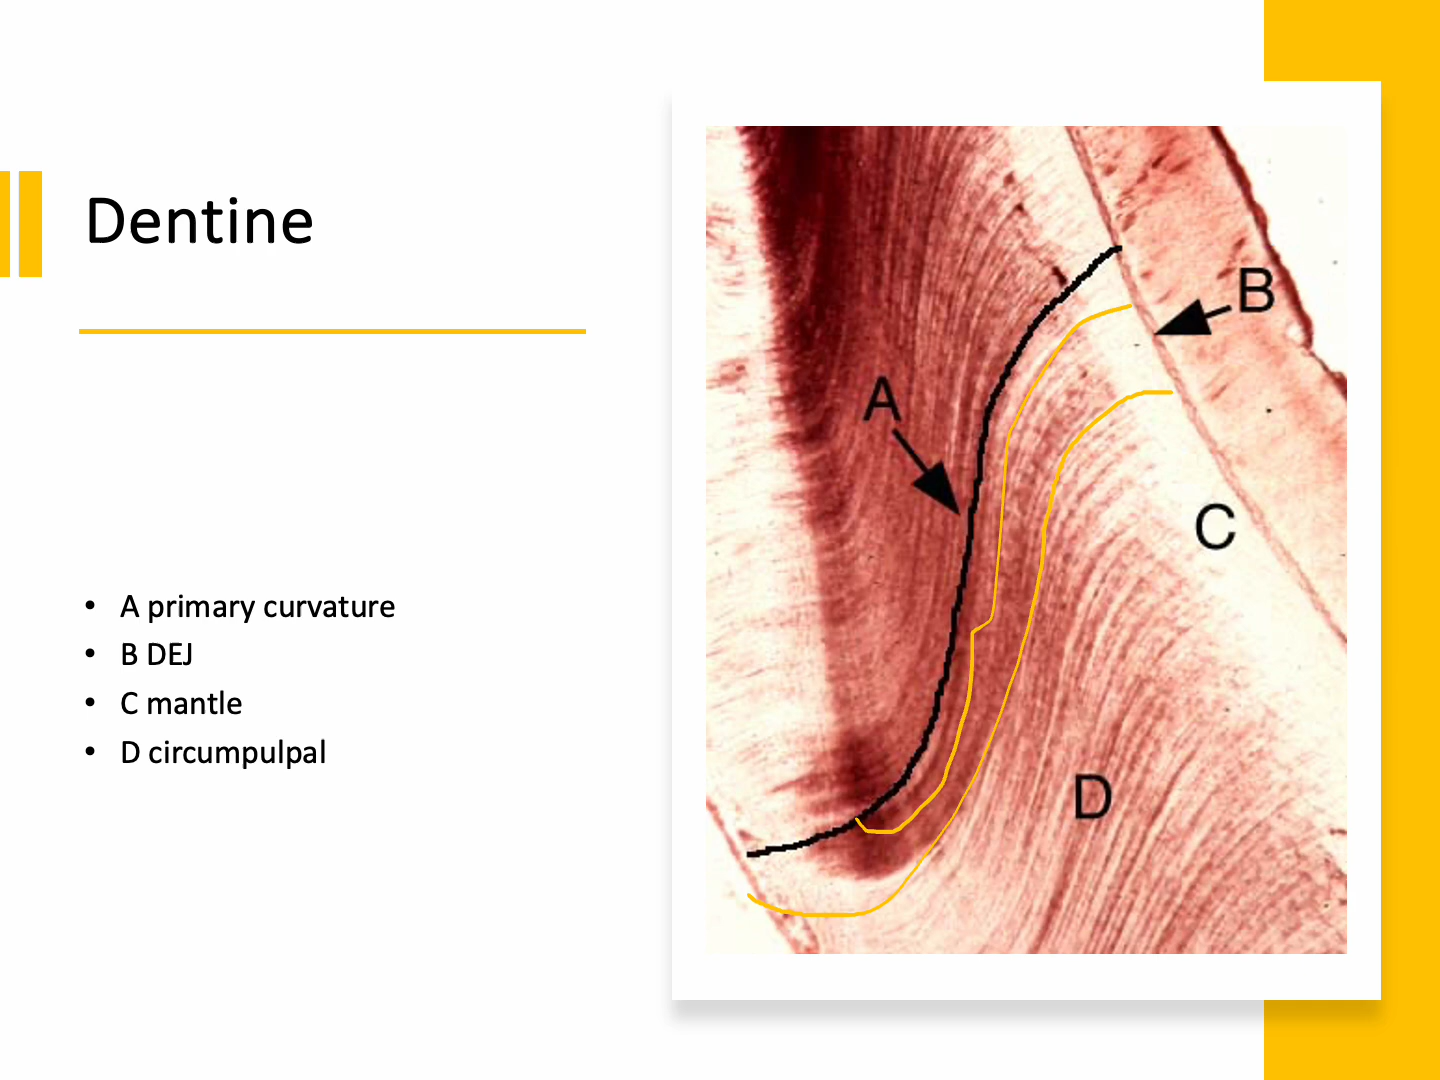 Dentine
• A primary curvature
• B DEJ
• C mantle
• D circumpulpal
A
B
C
D